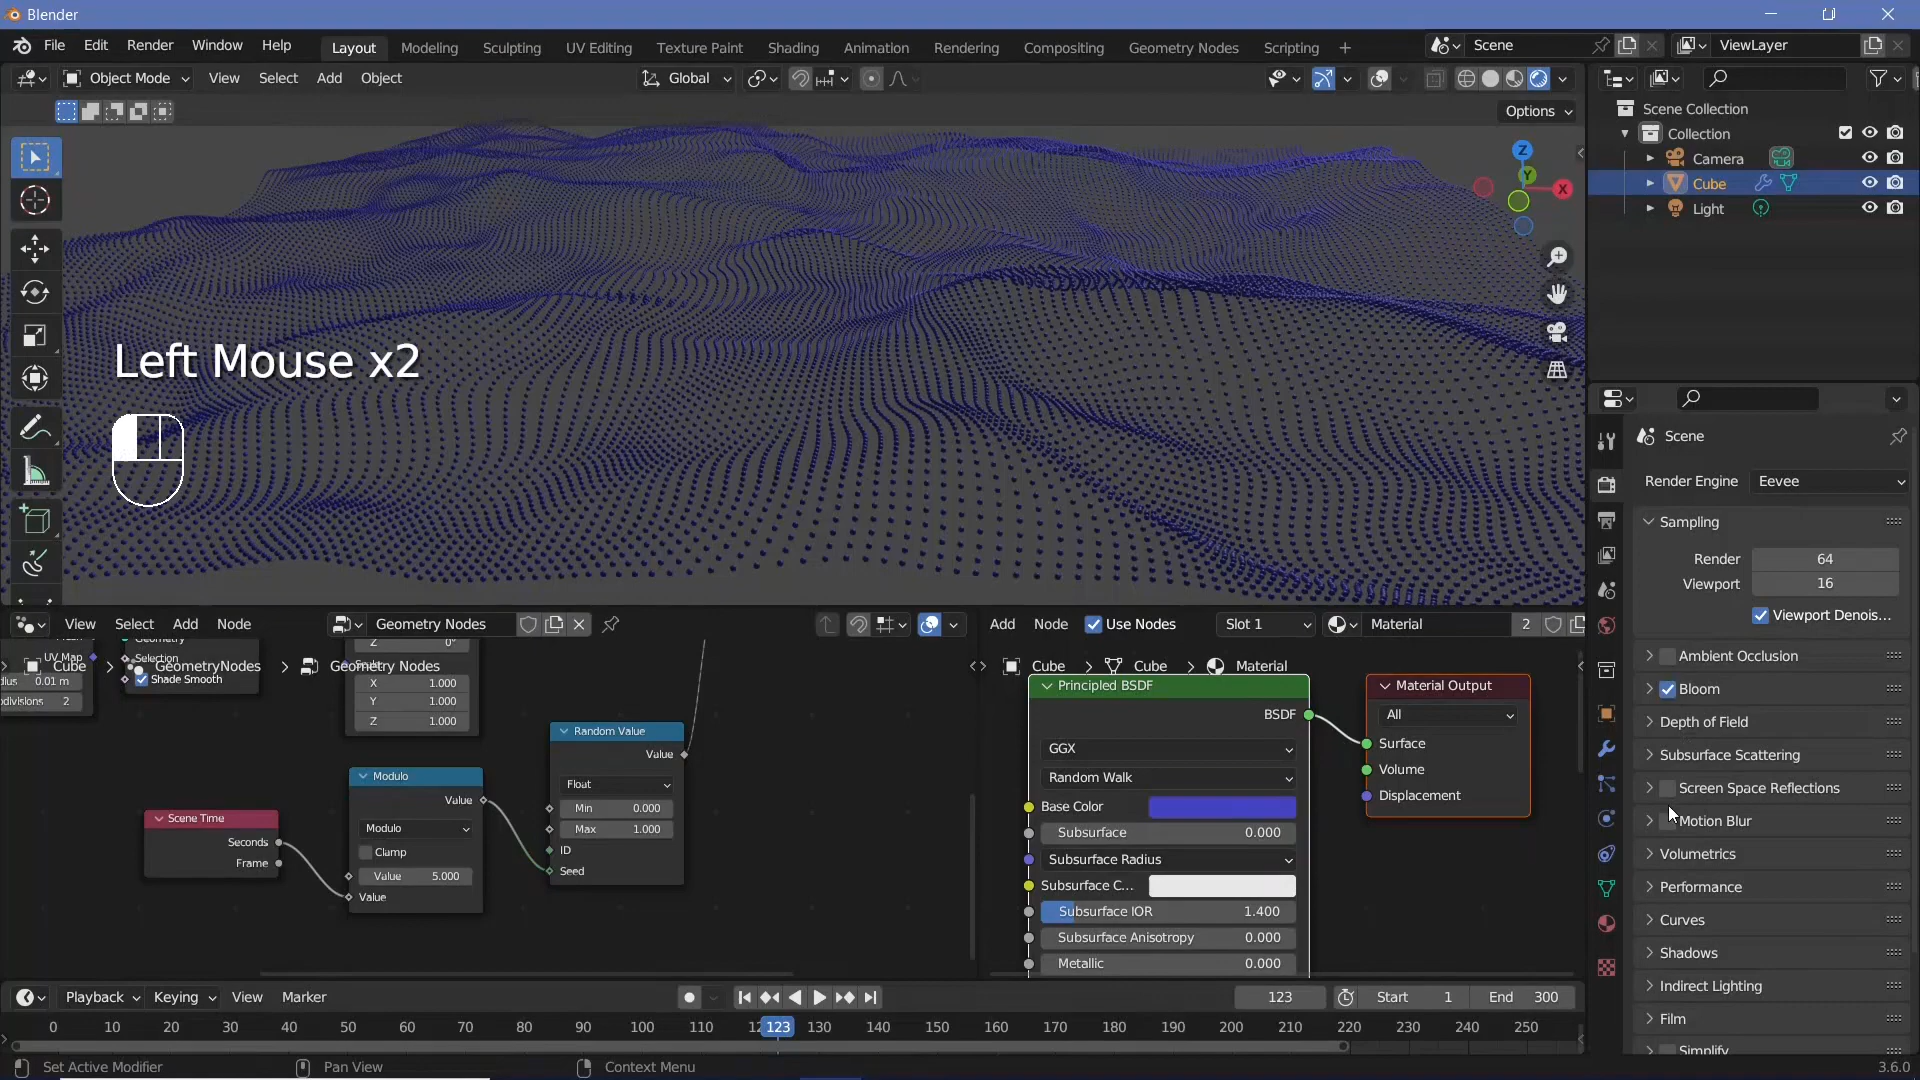 Blender
File Edit Render Window Help Layout Modeling Sculpting UV Editing Texture Paint Shading Animation Rendering Compositing Geometry Nodes Scripting + Scene ViewLayer
Object Mode View Select Add Object Global
Options
Scene Collection
Collection
Camera
Cube
Light
Z
Y
X
Left Mouse x2
Scene
Render Engine Eevee
Sampling
Render 64
Viewport 16
Viewport Denois...
Ambient Occlusion
Bloom
Depth of Field
Subsurface Scattering
Screen Space Reflections
Motion Blur
Volumetrics
Performance
Curves
Shadows
Indirect Lighting
Film
Simplify
View Select Add Node Geometry Nodes
Cube > GeometryNodes > Geometry Nodes
UV Map
Selection
Shade Smooth
0.01 m
2
Z 0°
X 1.000
Y 1.000
Z 1.000
Scene Time
Seconds
Frame
Modulo
Value
Modulo
Clamp
Value 5.000
Value
Random Value
Value
Float
Min 0.000
Max 1.000
ID
Seed
Add Node Use Nodes Slot 1 Material 2
Cube > Cube > Material
Principled BSDF
BSDF
GGX
Random Walk
Base Color
Subsurface 0.000
Subsurface Radius
Subsurface C...
Subsurface IOR 1.400
Subsurface Anisotropy 0.000
Metallic 0.000
Material Output
All
Surface
Volume
Displacement
Playback Keying View Marker 123 Start 1 End 300
0 10 20 30 40 50 60 70 80 90 100 110 123 130 140 150 160 170 180 190 200 210 220 230 240 250
Set Active Modifier Pan View Context Menu 3.6.0